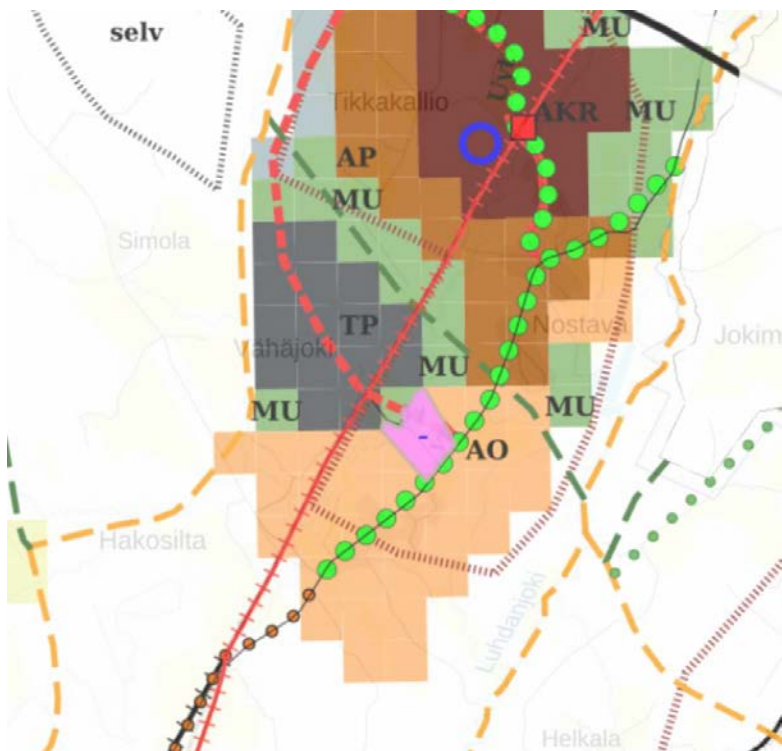 selv
MU
Uvl
Tikkakallio
AKR
MU
AP
MU
Simola
TP
Nostava
Jokim
Vähäjoki
MU
MU
MU
AO
Hakosilta
Luhdanjoki
Helkala